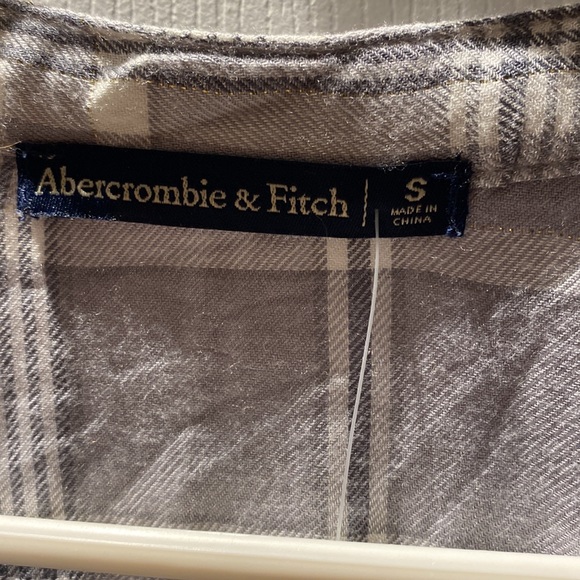 Abercrombie & Fitch
S
MADE IN
CHINA